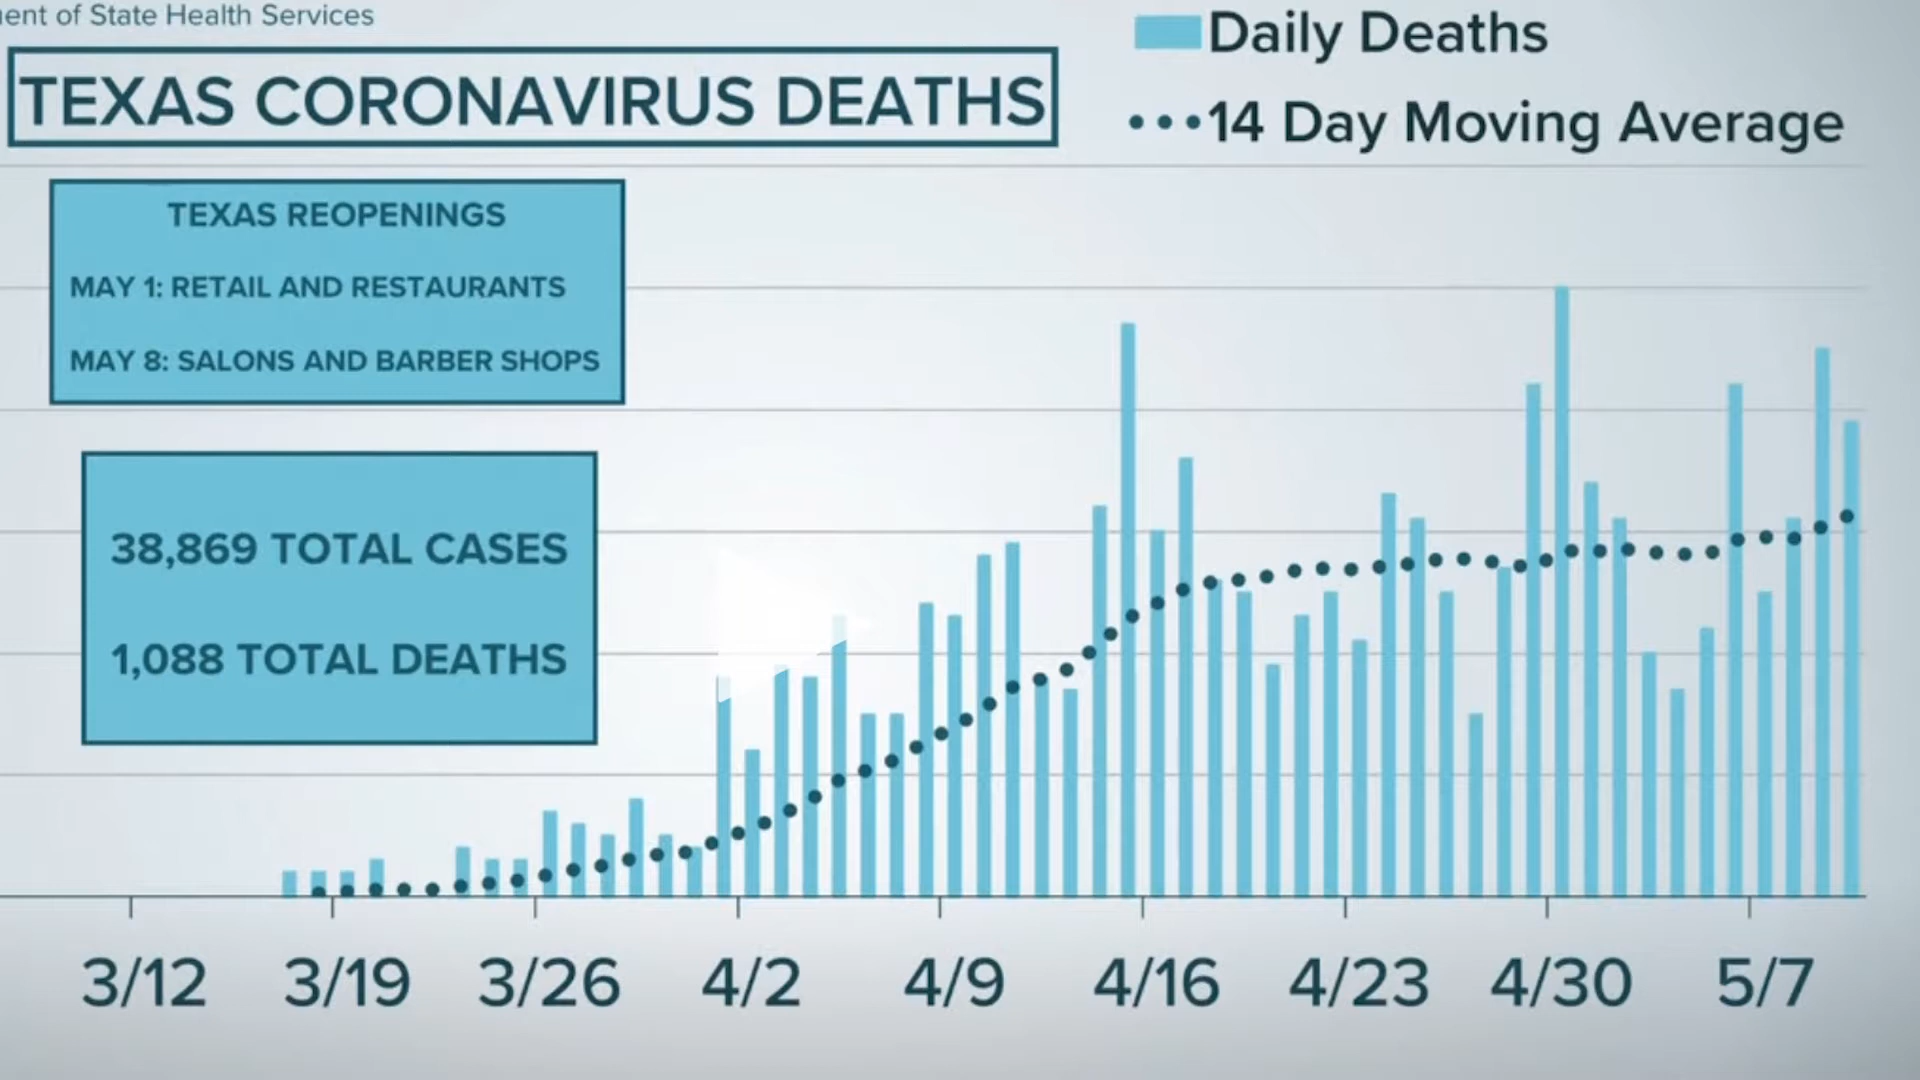 of State Health Services
TEXAS CORONAVIRUS DEATHS
Daily Deaths
14 Day Moving Average
TEXAS REOPENINGS
MAY 1: RETAIL AND RESTAURANTS
MAY 8: SALONS AND BARBER SHOPS
38,869 TOTAL CASES
1,088 TOTAL DEATHS
3/12 3/19 3/26 4/2 4/9 4/16 4/23 4/30 5/7